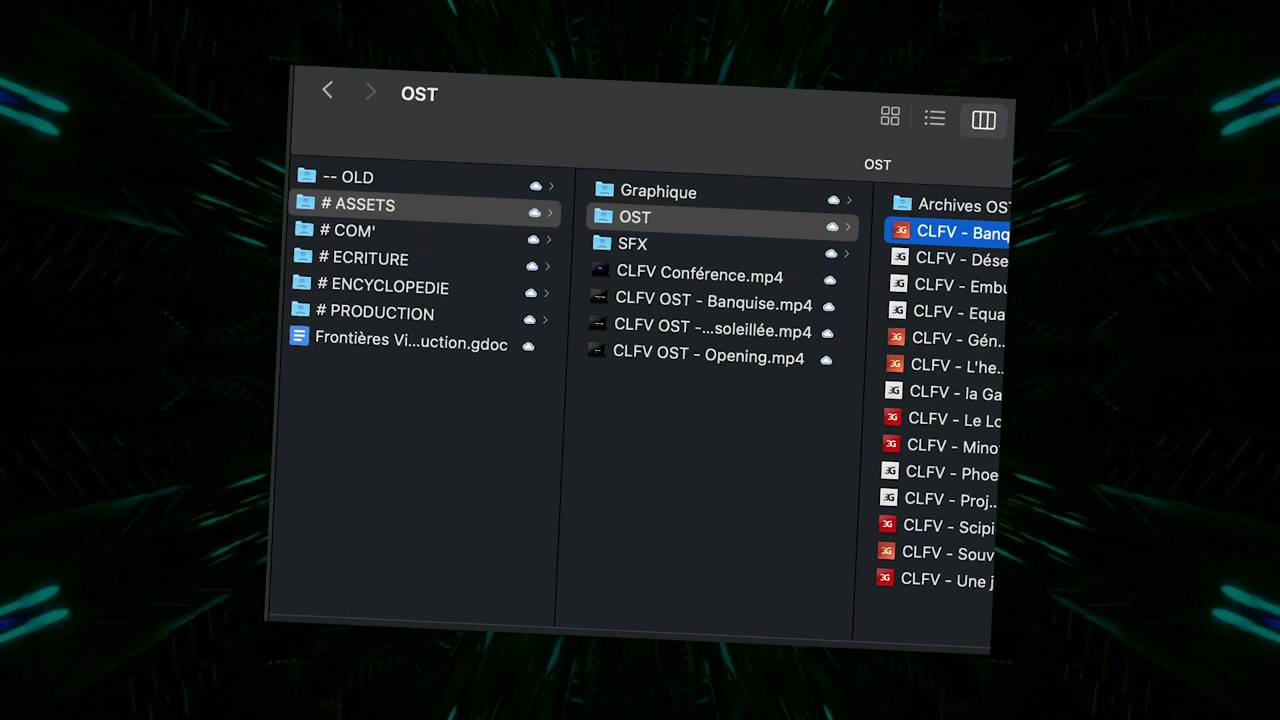 OST
OST
-- OLD
# ASSETS
# COM'
# ECRITURE
# ENCYCLOPEDIE
# PRODUCTION
Frontières Vi...uction.gdoc
Graphique
OST
SFX
CLFV Conférence.mp4
CLFV OST - Banquise.mp4
CLFV OST -...soleillée.mp4
CLFV OST - Opening.mp4
Archives OST
CLFV - Banq
CLFV - Dése
CLFV - Embu
CLFV - Equa
CLFV - Gén...
CLFV - L'he...
CLFV - la Ga
CLFV - Le Lo
CLFV - Mino
CLFV - Phoe
CLFV - Proj...
CLFV - Scipi
CLFV - Souv
CLFV - Une j